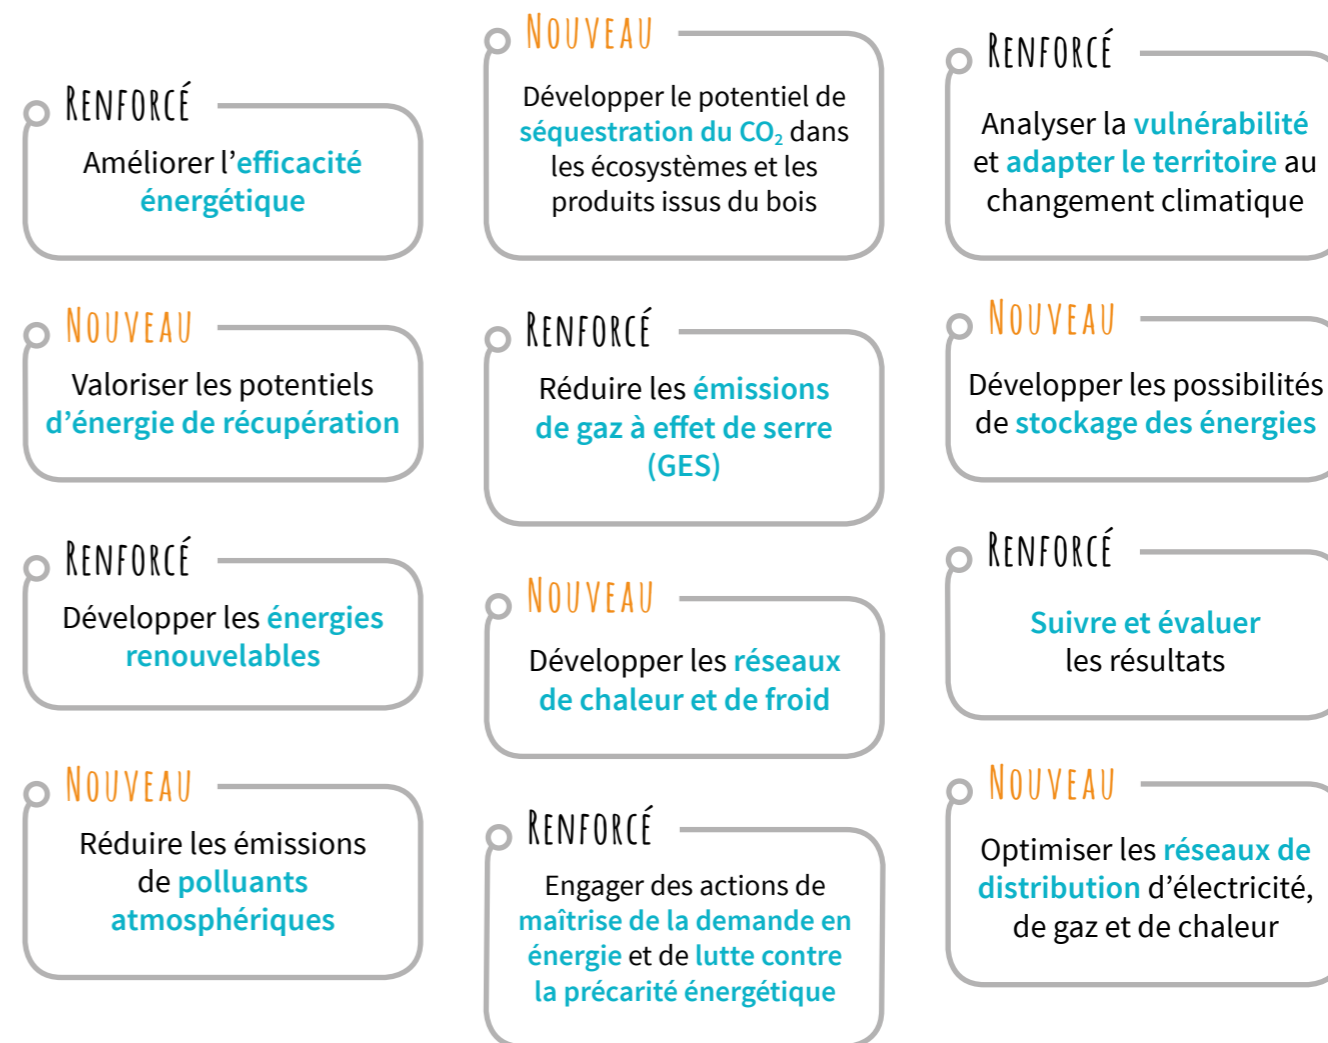 RENFORCÉ
Améliorer l’efficacité
énergétique
NOUVEAU
Valoriser les potentiels
d’énergie de récupération
RENFORCÉ
Développer les énergies
renouvelables
NOUVEAU
Réduire les émissions
de polluants
atmosphériques
NOUVEAU
Développer le potentiel de
séquestration du CO₂ dans
les écosystèmes et les
produits issus du bois
RENFORCÉ
Réduire les émissions
de gaz à effet de serre
(GES)
NOUVEAU
Développer les réseaux
de chaleur et de froid
RENFORCÉ
Engager des actions de
maîtrise de la demande en
énergie et de lutte contre
la précarité énergétique
RENFORCÉ
Analyser la vulnérabilité
et adapter le territoire au
changement climatique
NOUVEAU
Développer les possibilités
de stockage des énergies
RENFORCÉ
Suivre et évaluer
les résultats
NOUVEAU
Optimiser les réseaux de
distribution d’électricité,
de gaz et de chaleur